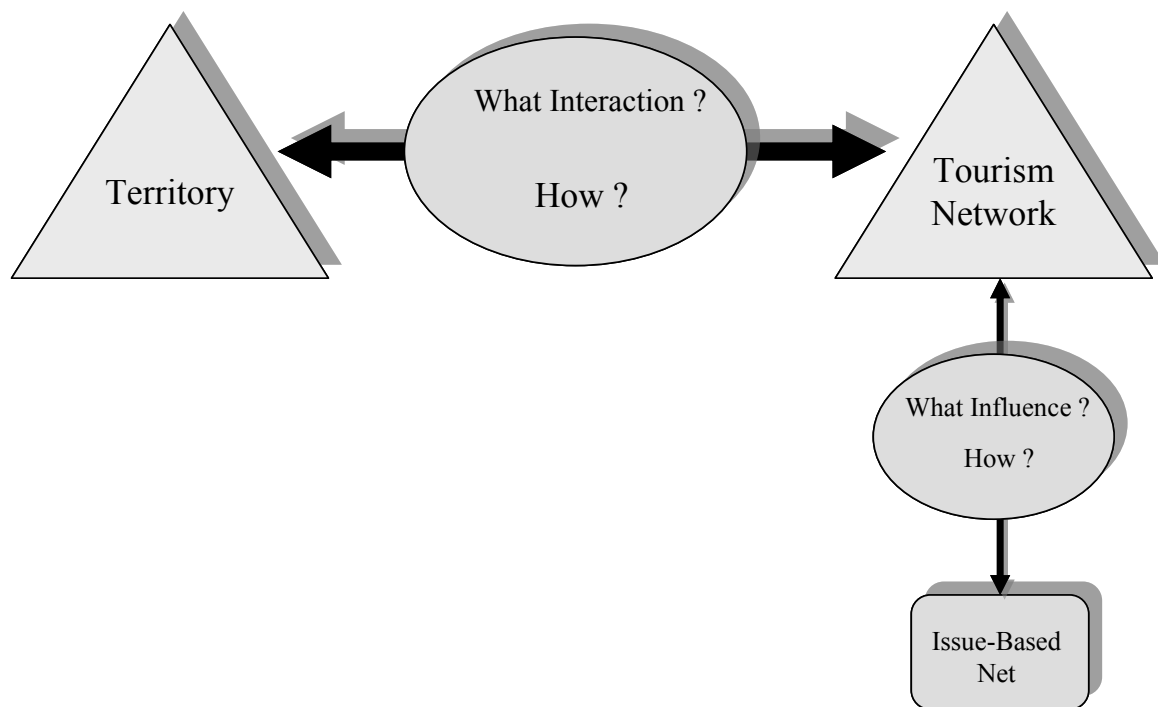 What Interaction ?
How ?
Territory
Tourism
Network
What Influence ?
How ?
Issue-Based
Net